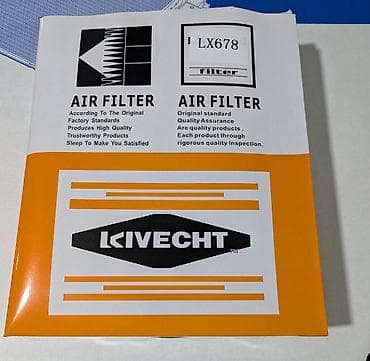 LX678
filter
AIR FILTER
According To The Original
Factory Standards
Produces High Quality
Trustworthy Products
Sleep To Make You Satisfied
AIR FILTER
Original standard
Quality Assurance
Are quality products.
Each product through
rigorous quality inspection.
LKIVECHT